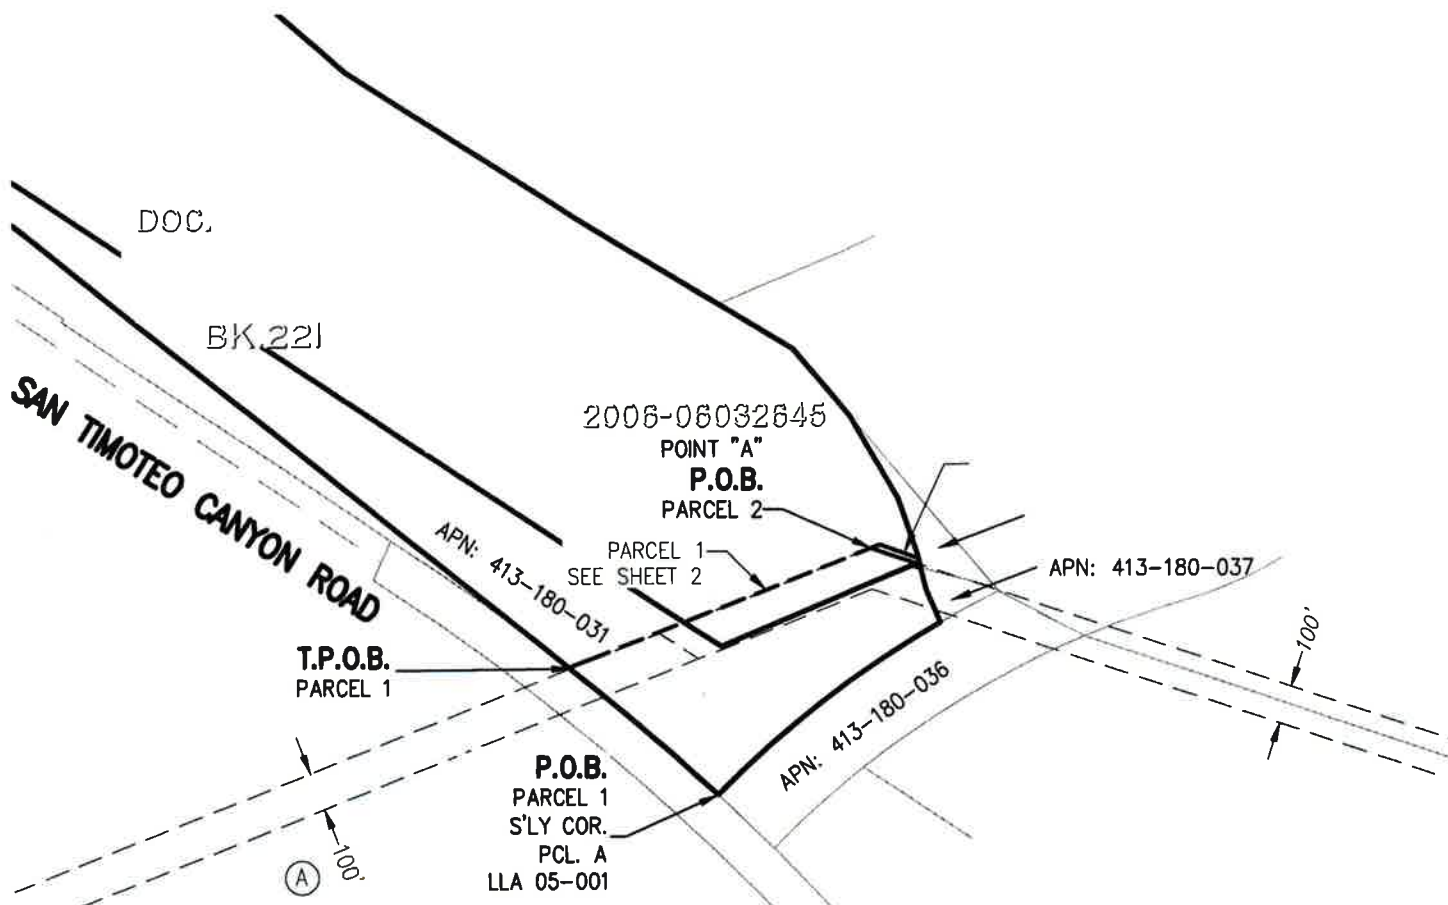 DOC.
BK.221
SAN TIMOTEO CANYON ROAD
2006-06032645
POINT "A"
P.O.B.
PARCEL 2
PARCEL 1
SEE SHEET 2
APN: 413-180-031
APN: 413-180-037
T.P.O.B.
PARCEL 1
100'
APN: 413-180-036
P.O.B.
PARCEL 1
S'LY COR.
PCL. A
LLA 05-001
100'
A